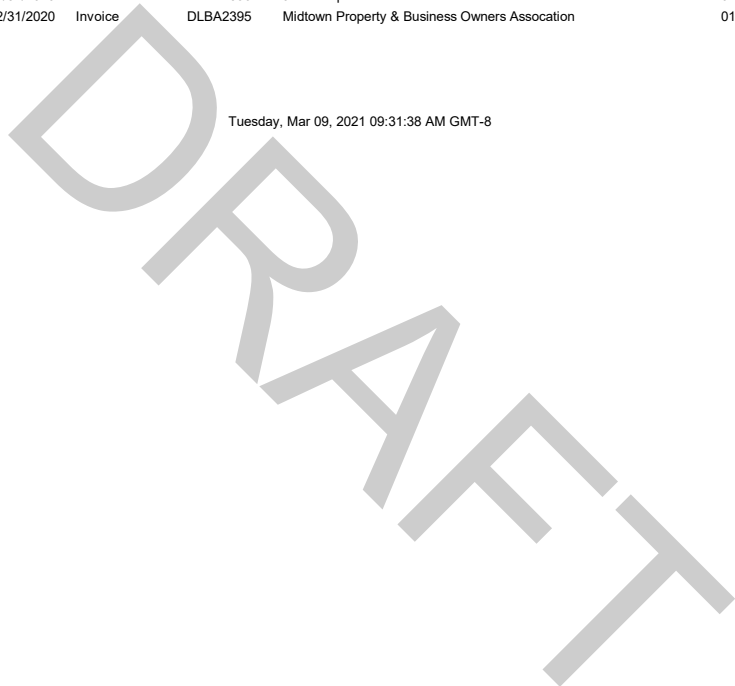 2/31/2020 Invoice DLBA2395 Midtown Property & Business Owners Assocation 01
Tuesday, Mar 09, 2021 09:31:38 AM GMT-8
DRAFT